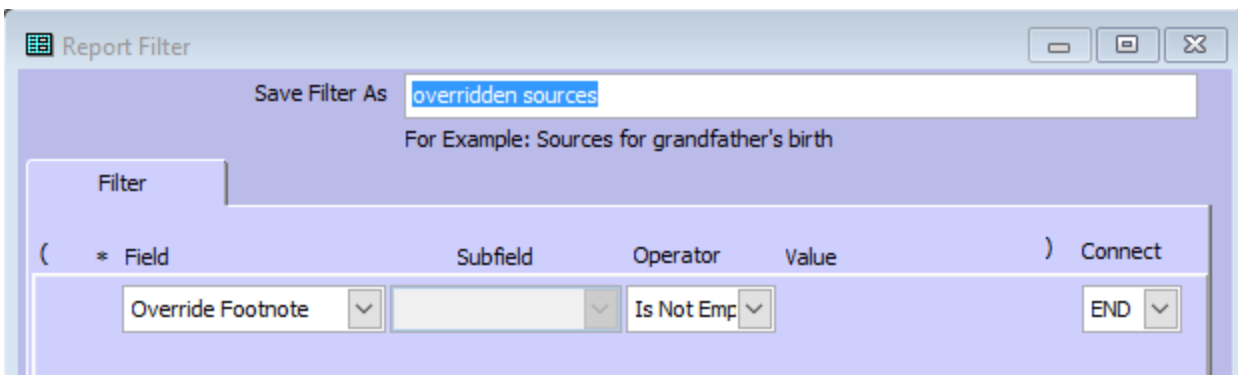 Report Filter
Save Filter As overridden sources
For Example: Sources for grandfather's birth
Filter
( * Field Subfield Operator Value ) Connect
Override Footnote Is Not Emp END